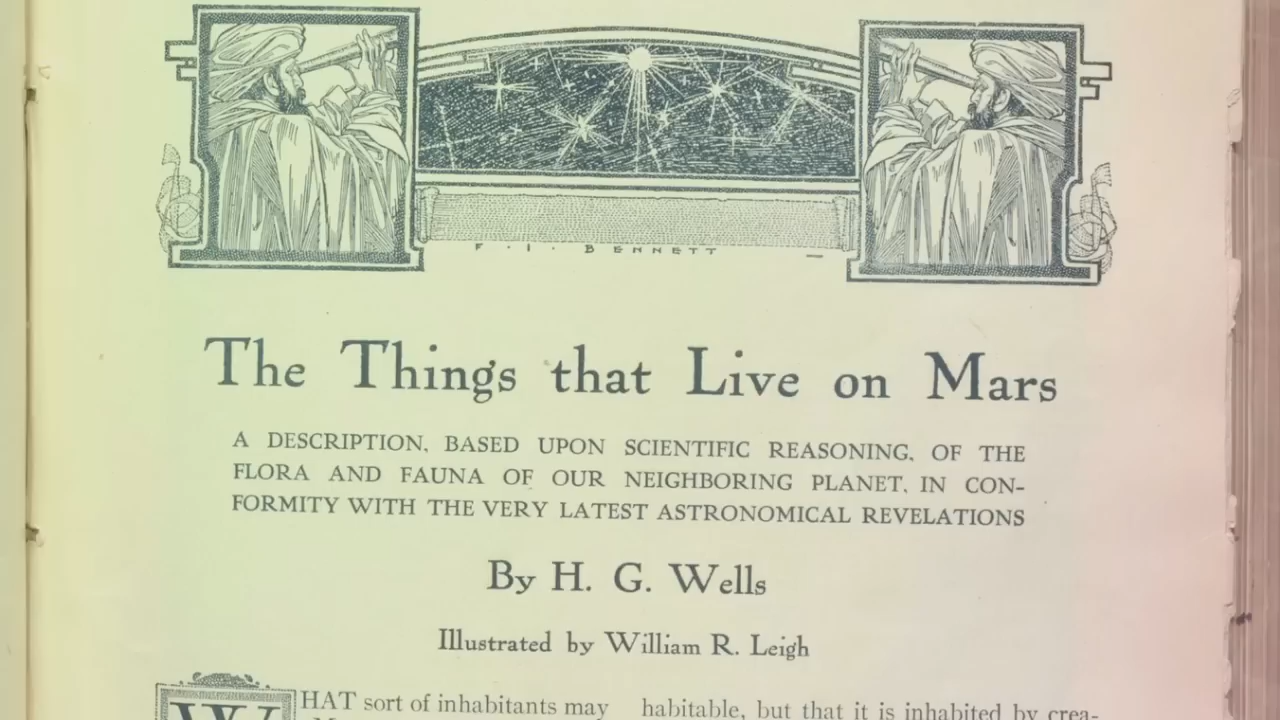 F. I. BENNETT
The Things that Live on Mars
A DESCRIPTION, BASED UPON SCIENTIFIC REASONING, OF THE
FLORA AND FAUNA OF OUR NEIGHBORING PLANET, IN CON-
FORMITY WITH THE VERY LATEST ASTRONOMICAL REVELATIONS
By H. G. Wells
Illustrated by William R. Leigh
WHAT sort of inhabitants may
habitable, but that it is inhabited by crea-